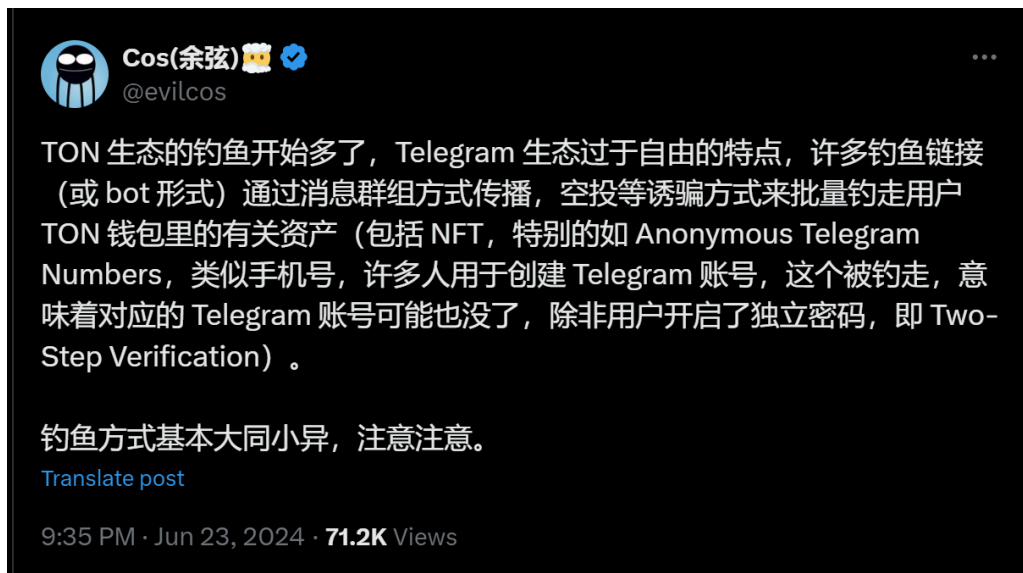 Cos(余弦)😶‍🌫️
@evilcos
TON 生态的钓鱼开始多了，Telegram 生态过于自由的特点，许多钓鱼链接
（或 bot 形式）通过消息群组方式传播，空投等诱骗方式来批量钓走用户
TON 钱包里的有关资产（包括 NFT，特别的如 Anonymous Telegram
Numbers，类似手机号，许多人用于创建 Telegram 账号，这个被钓走，意
味着对应的 Telegram 账号可能也没了，除非用户开启了独立密码，即 Two-
Step Verification）。
钓鱼方式基本大同小异，注意注意。
Translate post
9:35 PM · Jun 23, 2024 · 71.2K Views